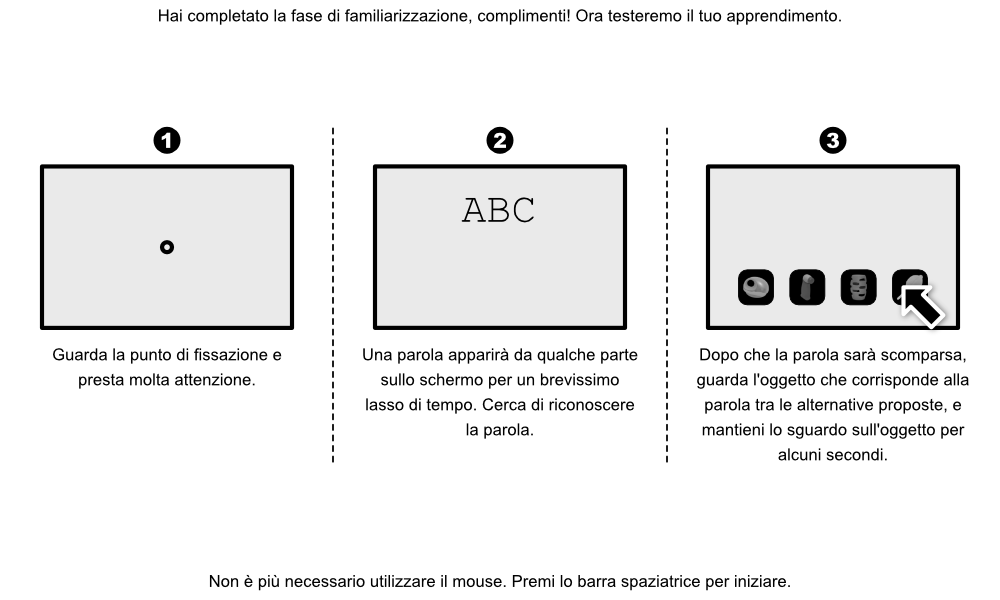 Hai completato la fase di familiarizzazione, complimenti! Ora testeremo il tuo apprendimento.
1
Guarda la punto di fissazione e
presta molta attenzione.
2
ABC
Una parola apparirà da qualche parte
sullo schermo per un brevissimo
lasso di tempo. Cerca di riconoscere
la parola.
3
Dopo che la parola sarà scomparsa,
guarda l'oggetto che corrisponde alla
parola tra le alternative proposte, e
mantieni lo sguardo sull'oggetto per
alcuni secondi.
Non è più necessario utilizzare il mouse. Premi lo barra spaziatrice per iniziare.